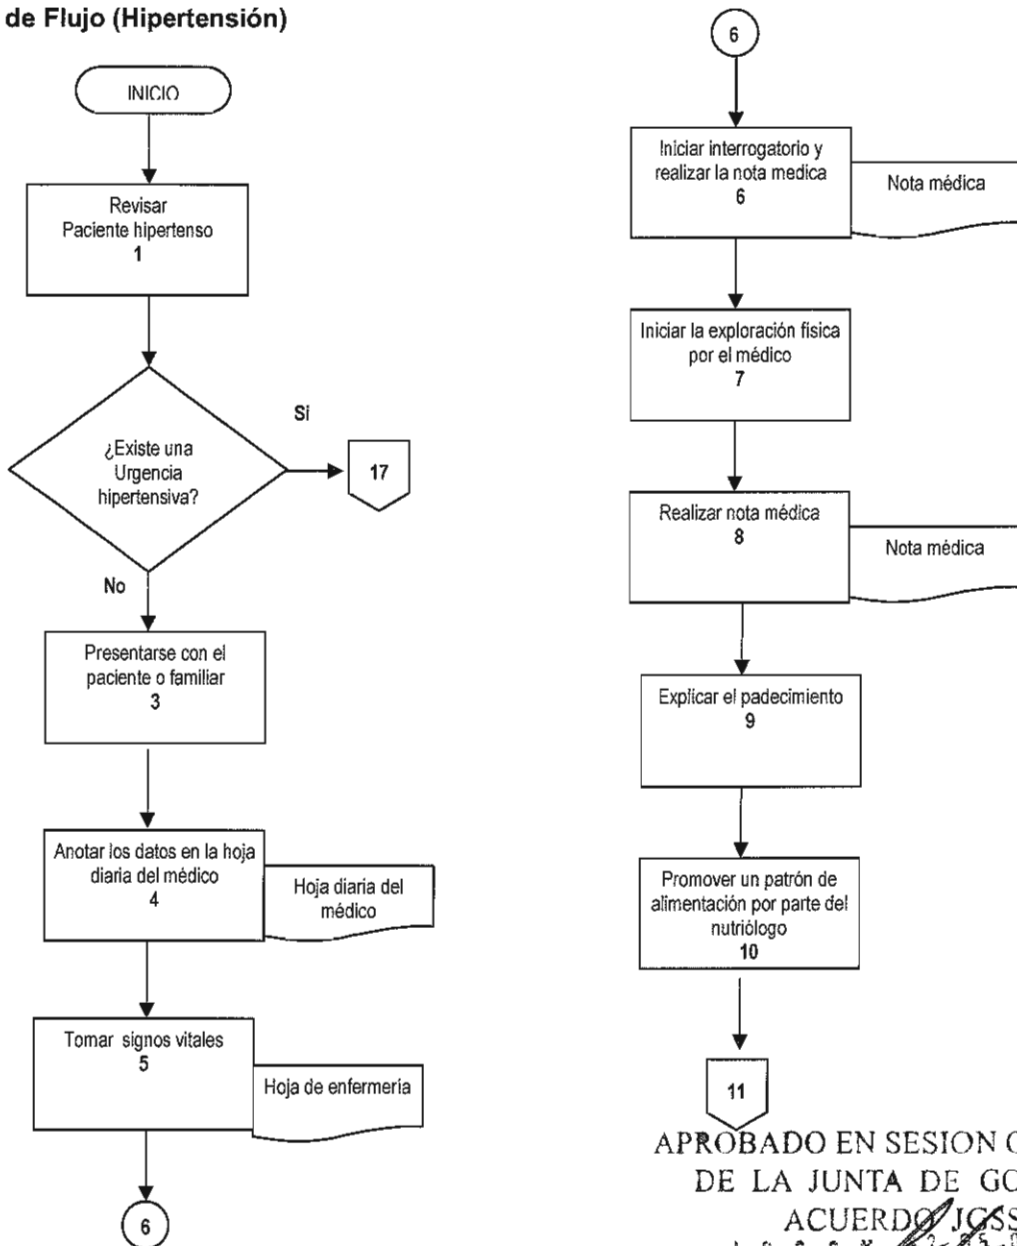 de Flujo (Hipertensión)
INICIO
Revisar
Paciente hipertenso
1
¿Existe una
Urgencia
hipertensiva?
Si
17
No
Presentarse con el
paciente o familiar
3
Anotar los datos en la hoja
diaria del médico
4
Hoja diaria del
médico
Tomar signos vitales
5
Hoja de enfermería
6
6
Iniciar interrogatorio y
realizar la nota medica
6
Nota médica
Iniciar la exploración física
por el médico
7
Realizar nota médica
8
Nota médica
Explicar el padecimiento
9
Promover un patrón de
alimentación por parte del
nutriólogo
10
11
APROBADO EN SESION
DE LA JUNTA DE
ACUERDO